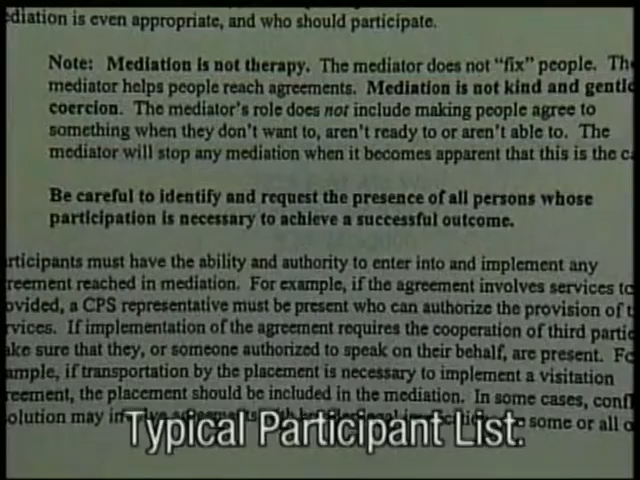 ediation is even appropriate, and who should participate.
Note: Mediation is not therapy. The mediator does not "fix" people. The
mediator helps people reach agreements. Mediation is not kind and gentle
coercion. The mediator's role does not include making people agree to
something when they don't want to, aren't ready to or aren't able to. The
mediator will stop any mediation when it becomes apparent that this is the ca
Be careful to identify and request the presence of all persons whose
participation is necessary to achieve a successful outcome.
rticipants must have the ability and authority to enter into and implement any
reement reached in mediation. For example, if the agreement involves services to
ovided, a CPS representative must be present who can authorize the provision of t
rvices. If implementation of the agreement requires the cooperation of third partie
ake sure that they, or someone authorized to speak on their behalf, are present. Fo
ample, if transportation by the placement is necessary to implement a visitation
reement, the placement should be included in the mediation. In some cases, confl
solution may some or all o
Typical Participant List.